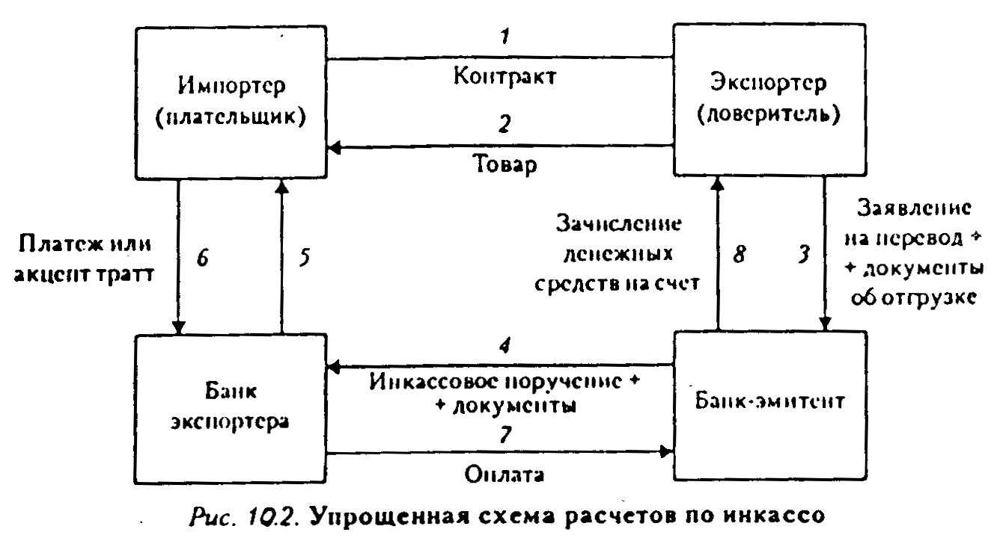 1
Импортер
(плательщик)
Контракт
Экспортер
(доверитель)
2
Товар
Платеж или
акцепт тратт
6
5
Зачисление
денежных
средств на счет
8
3
Заявление
на перевод +
+ документы
об отгрузке
4
Инкассовое поручение +
+ документы
Банк
экспортера
Банк-эмитент
7
Оплата
Рис. 10.2. Упрощенная схема расчетов по инкассо